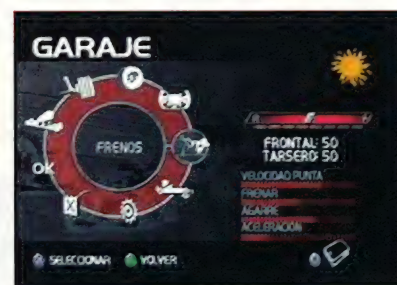 GARAJE
FRENOS
OK
FRONTAL: 50
TARSERO: 50
VELOCIDAD PUNTA
FRENAR
AGARRE
ACELERACIÓN
SELECCIONAR
VOLVER